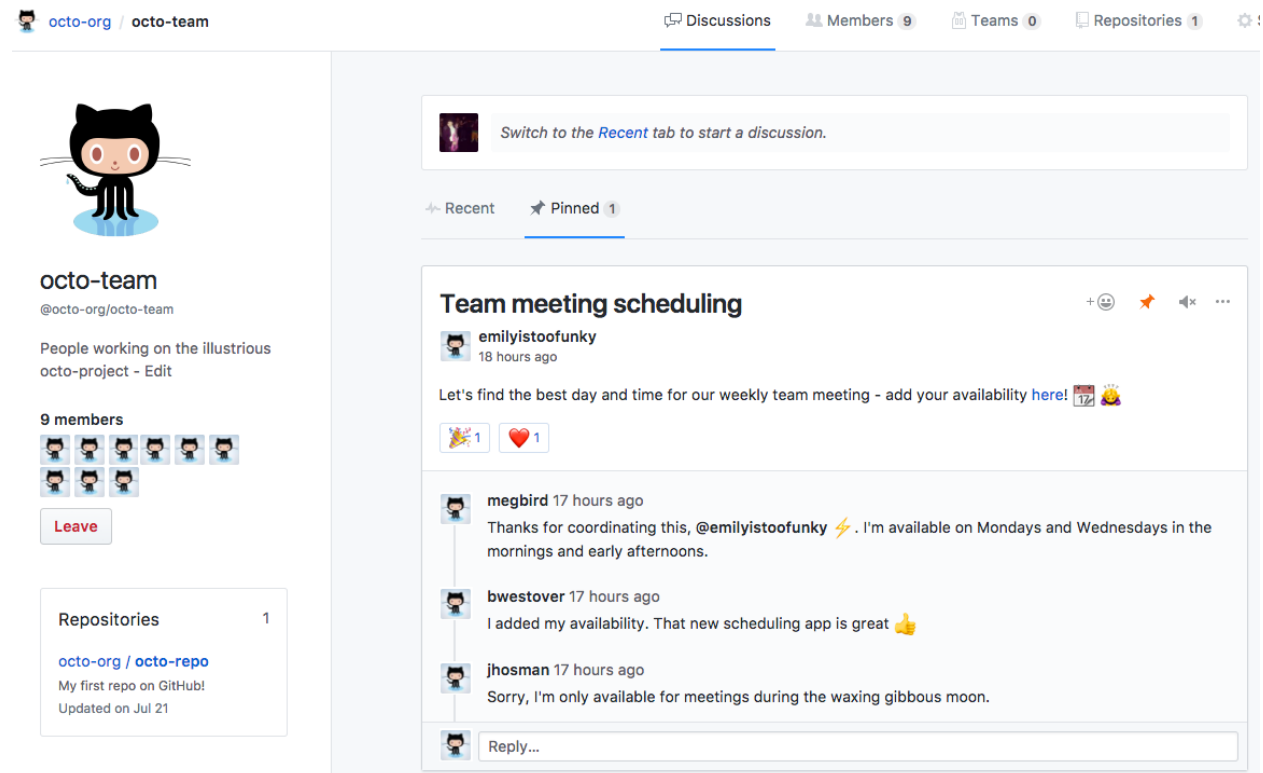 octo-org / octo-team
Discussions Members 9 Teams 0 Repositories 1
Switch to the Recent tab to start a discussion.
Recent Pinned 1
octo-team
@octo-org/octo-team
People working on the illustrious
octo-project - Edit
9 members
Leave
Repositories 1
octo-org / octo-repo
My first repo on GitHub!
Updated on Jul 21
Team meeting scheduling
emilyistoofunky
18 hours ago
Let's find the best day and time for our weekly team meeting - add your availability here! 📅 🙇‍♀️
🎉 1 ❤️ 1
megbird 17 hours ago
Thanks for coordinating this, @emilyistoofunky ⚡. I'm available on Mondays and Wednesdays in the
mornings and early afternoons.
bwestover 17 hours ago
I added my availability. That new scheduling app is great 👍
jhosman 17 hours ago
Sorry, I'm only available for meetings during the waxing gibbous moon.
Reply...